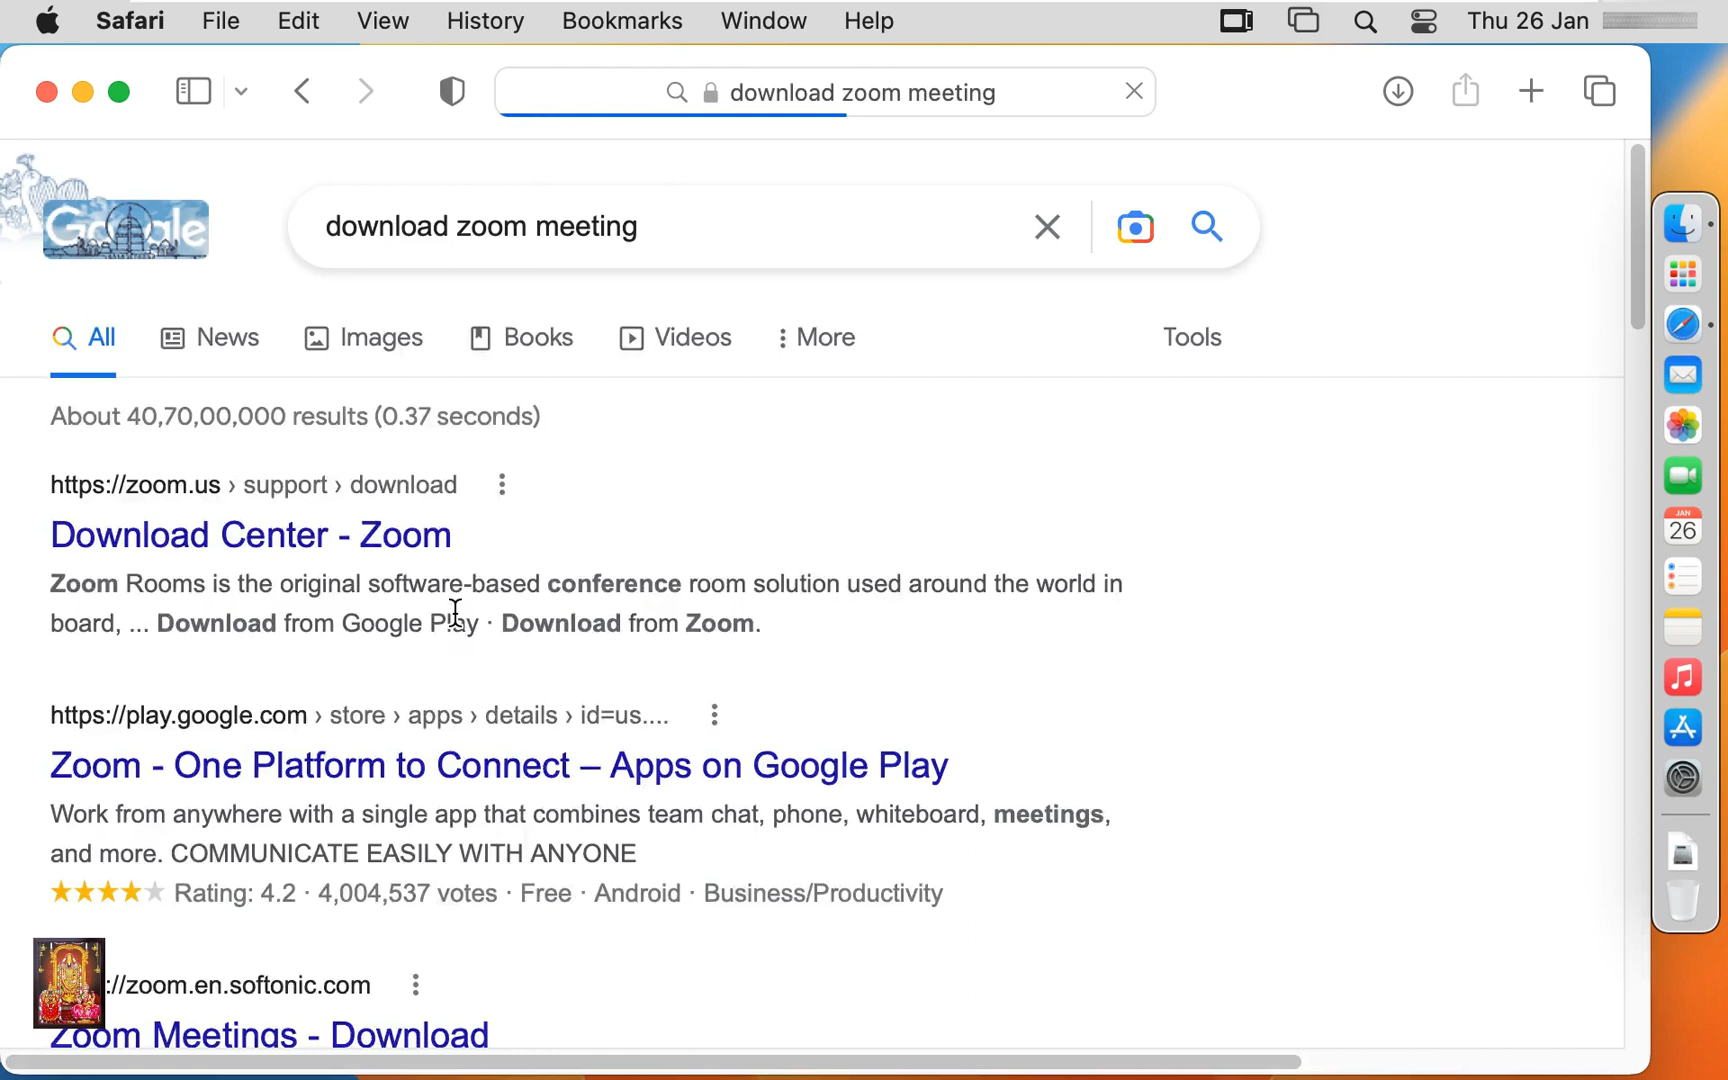 Safari File Edit View History Bookmarks Window Help Thu 26 Jan
download zoom meeting
Google
download zoom meeting
All News Images Books Videos More Tools
About 40,70,00,000 results (0.37 seconds)
https://zoom.us › support › download
Download Center - Zoom
Zoom Rooms is the original software-based conference room solution used around the world in
board, ... Download from Google Play · Download from Zoom.
https://play.google.com › store › apps › details › id=us....
Zoom - One Platform to Connect – Apps on Google Play
Work from anywhere with a single app that combines team chat, phone, whiteboard, meetings,
and more. COMMUNICATE EASILY WITH ANYONE
Rating: 4.2 · 4,004,537 votes · Free · Android · Business/Productivity
://zoom.en.softonic.com
Zoom Meetings - Download
JAN
26